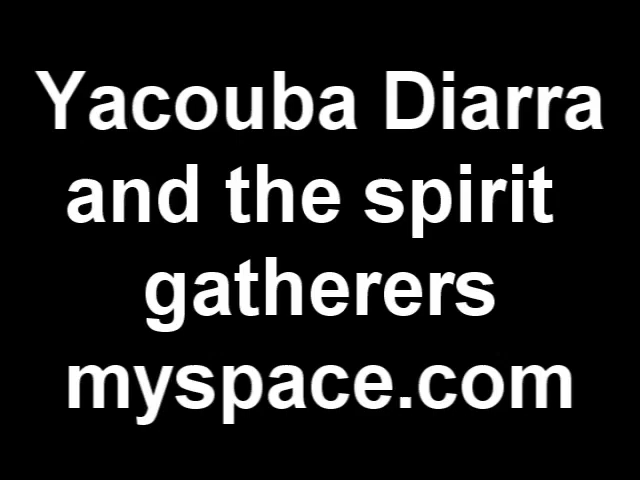 Yacouba Diarra
and the spirit
gatherers
myspace.com